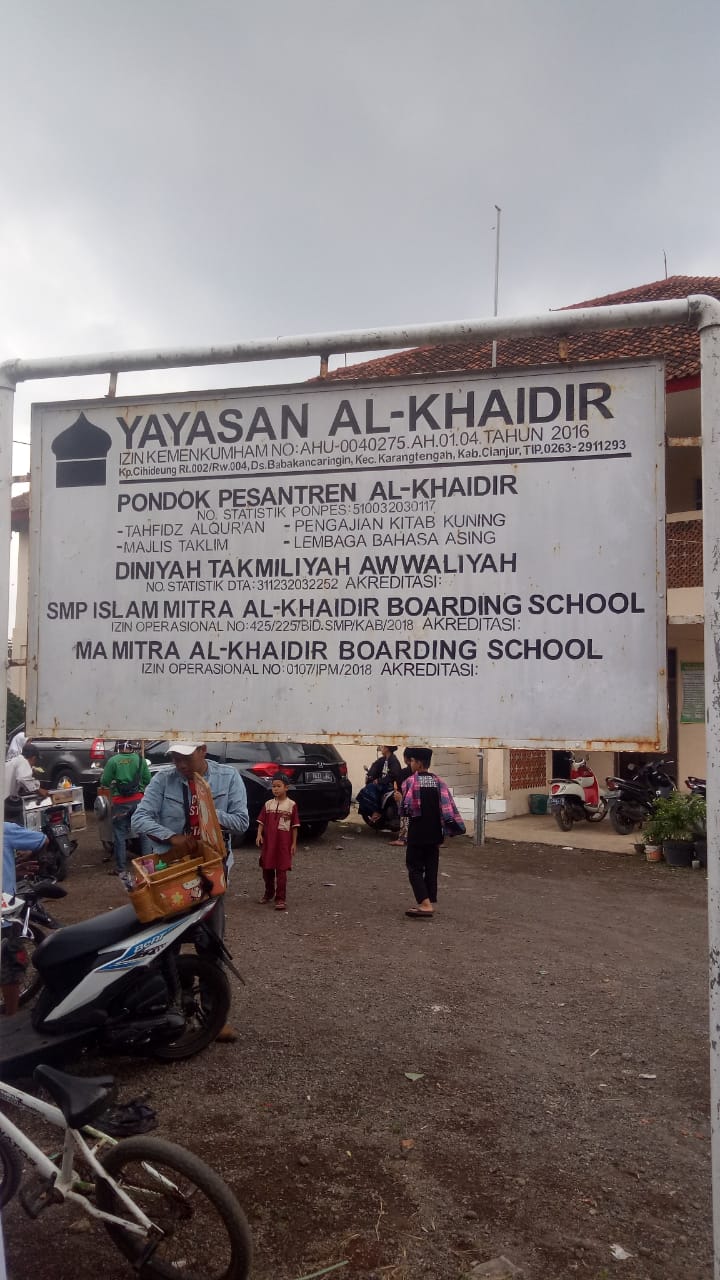 YAYASAN AL-KHAIDIR
IZIN KEMENKUMHAM NO:AHU-0040275.AH.01.04. TAHUN 2016
Kp.Cihideung Rt.002/Rw.004,Ds.Babakancaringin, Kec.Karangtengah, Kab.Cianjur, Tlp.0263-2911293
PONDOK PESANTREN AL-KHAIDIR
NO. STATISTIK PONPES:510032030117
-TAHFIDZ ALQUR'AN -PENGAJIAN KITAB KUNING
-MAJLIS TAKLIM -LEMBAGA BAHASA ASING
DINIYAH TAKMILIYAH AWWALIYAH
NO.STATISTIK DTA:311232032252 AKREDITASI:
SMP ISLAM MITRA AL-KHAIDIR BOARDING SCHOOL
IZIN OPERASIONAL NO:425/225/BID.SMP/KAB/2018 AKREDITASI:
MA MITRA AL-KHAIDIR BOARDING SCHOOL
IZIN OPERASIONAL NO:0107/IPM/2018 AKREDITASI:
BeAT